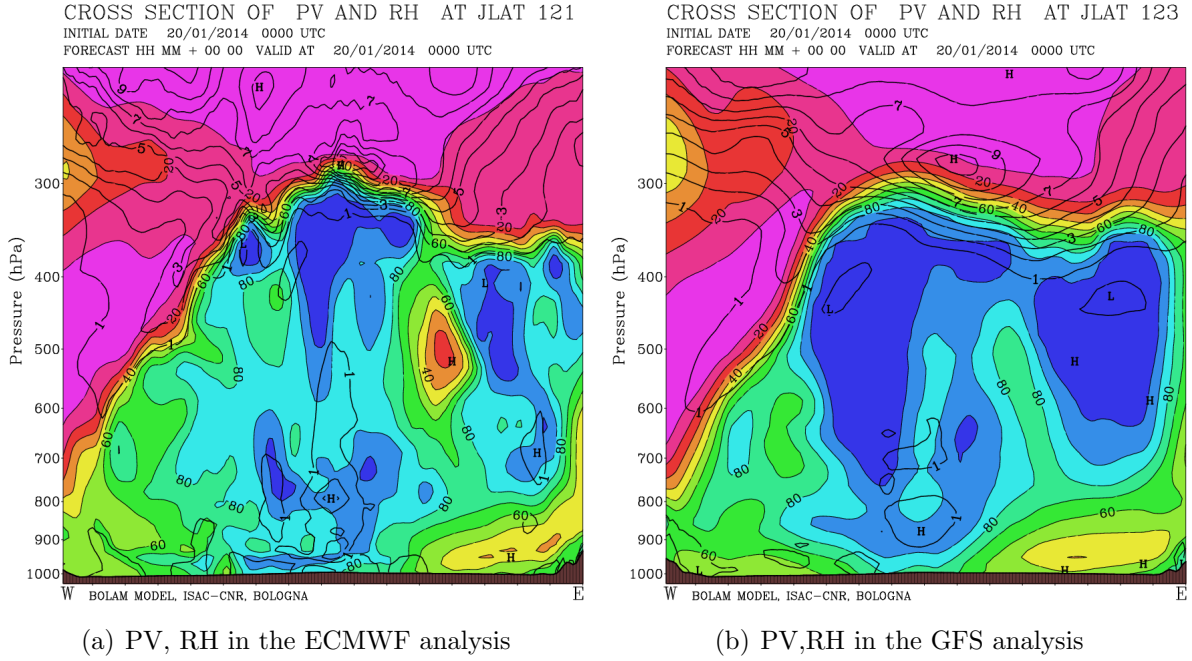 CROSS SECTION OF PV AND RH AT JLAT 121
INITIAL DATE 20/01/2014 0000 UTC
FORECAST HH MM + 00 00 VALID AT 20/01/2014 0000 UTC
Pressure (hPa)
300
400
500
600
700
800
900
1000
W
E
BOLAM MODEL, ISAC-CNR, BOLOGNA
(a) PV, RH in the ECMWF analysis
CROSS SECTION OF PV AND RH AT JLAT 123
INITIAL DATE 20/01/2014 0000 UTC
FORECAST HH MM + 00 00 VALID AT 20/01/2014 0000 UTC
Pressure (hPa)
300
400
500
600
700
800
900
1000
W
E
BOLAM MODEL, ISAC-CNR, BOLOGNA
(b) PV,RH in the GFS analysis